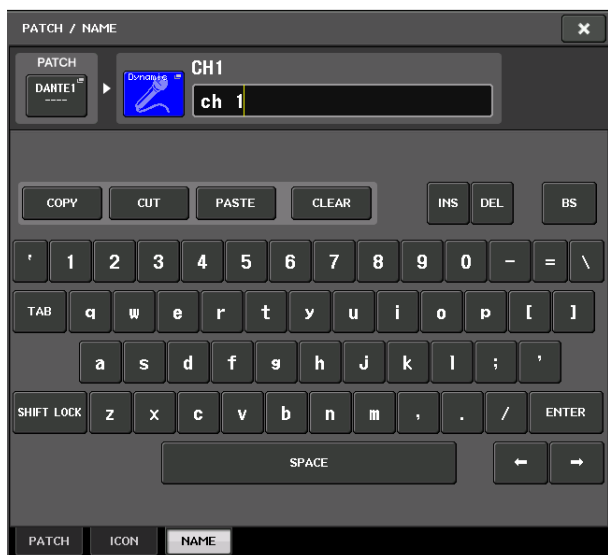 PATCH / NAME
×
PATCH
DANTE1
----
Dynamic
CH1
ch 1
COPY CUT PASTE CLEAR INS DEL BS
' 1 2 3 4 5 6 7 8 9 0 - = \
TAB q w e r t y u i o p [ ]
a s d f g h j k l ; '
SHIFT LOCK z x c v b n m , . / ENTER
SPACE ← →
PATCH ICON NAME